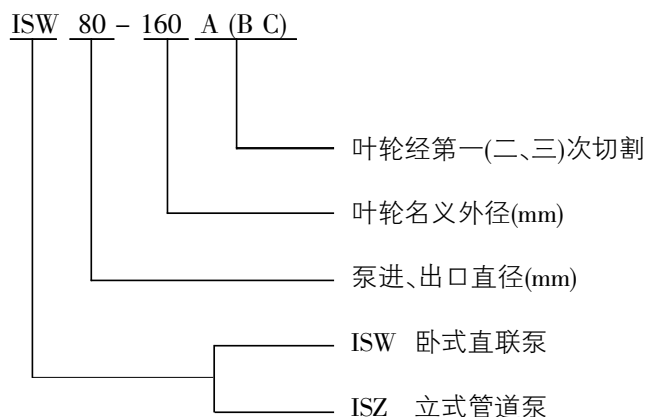 ISW 80 - 160 A (B C)
叶轮经第一(二、三)次切割
叶轮名义外径(mm)
泵进、出口直径(mm)
ISW 卧式直联泵
ISZ 立式管道泵